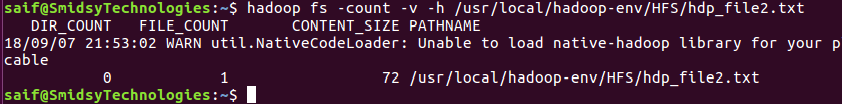 saif@SmidsyTechnologies:~$ hadoop fs -count -v -h /usr/local/hadoop-env/HFS/hdp_file2.txt
DIR_COUNT FILE_COUNT CONTENT_SIZE PATHNAME
18/09/07 21:53:02 WARN util.NativeCodeLoader: Unable to load native-hadoop library for your p
cable
0 1 72 /usr/local/hadoop-env/HFS/hdp_file2.txt
saif@SmidsyTechnologies:~$